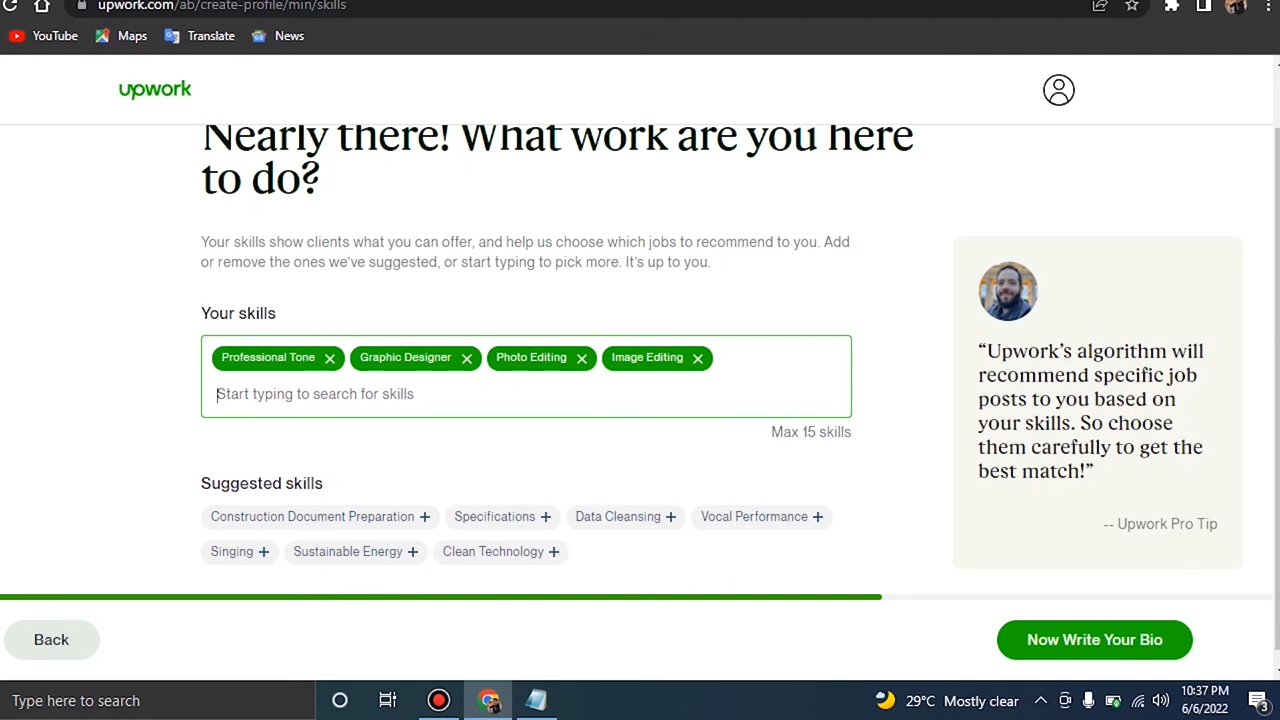 upwork.com/ab/create-profile/min/skills
YouTube Maps Translate News
upwork
Nearly there! What work are you here
to do?
Your skills show clients what you can offer, and help us choose which jobs to recommend to you. Add
or remove the ones we've suggested, or start typing to pick more. It's up to you.
Your skills
Professional Tone Graphic Designer Photo Editing Image Editing
Start typing to search for skills
Max 15 skills
Suggested skills
Construction Document Preparation + Specifications + Data Cleansing + Vocal Performance +
Singing + Sustainable Energy + Clean Technology +
"Upwork's algorithm will
recommend specific job
posts to you based on
your skills. So choose
them carefully to get the
best match!"
-- Upwork Pro Tip
Back
Now Write Your Bio
Type here to search
29°C Mostly clear
10:37 PM
6/6/2022
3